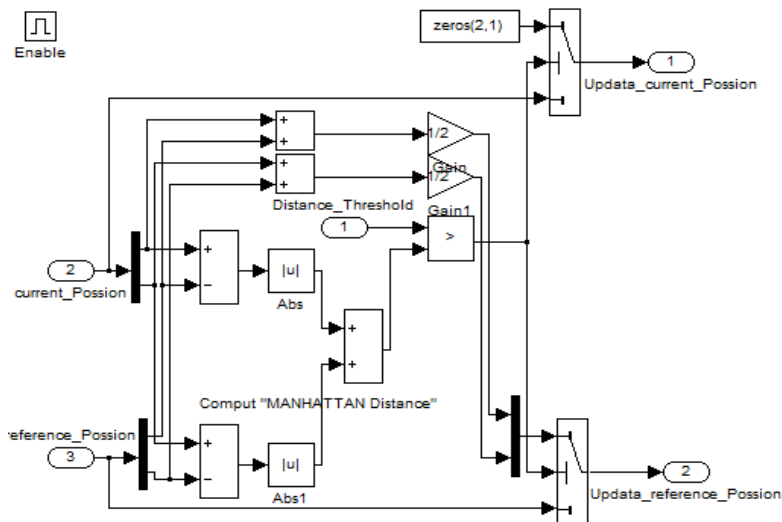 Enable
zeros(2,1)
1
Updata_current_Possion
+
+
1/2
Gain
+
+
1/2
Distance_Threshold
Gain1
1
>
2
current_Possion
+
−
|u|
Abs
+
+
Comput "MANHATTAN Distance"
reference_Possion
3
+
−
|u|
Abs1
2
Updata_reference_Possion